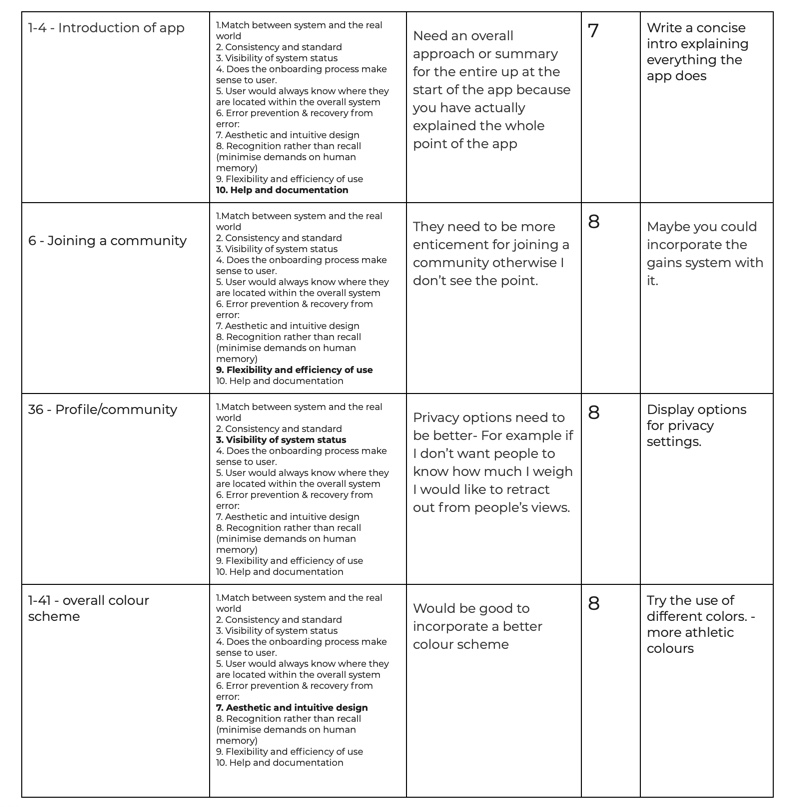 1-4 - Introduction of app
1.Match between system and the real
world
2. Consistency and standard
3. Visibility of system status
4. Does the onboarding process make
sense to user.
5. User would always know where they
are located within the overall system
6. Error prevention & recovery from
error:
7. Aesthetic and intuitive design
8. Recognition rather than recall
(minimise demands on human
memory)
9. Flexibility and efficiency of use
10. Help and documentation
Need an overall
approach or summary
for the entire up at the
start of the app because
you have actually
explained the whole
point of the app
7
Write a concise
intro explaining
everything the
app does
6 - Joining a community
1.Match between system and the real
world
2. Consistency and standard
3. Visibility of system status
4. Does the onboarding process make
sense to user.
5. User would always know where they
are located within the overall system
6. Error prevention & recovery from
error:
7. Aesthetic and intuitive design
8. Recognition rather than recall
(minimise demands on human
memory)
9. Flexibility and efficiency of use
10. Help and documentation
They need to be more
enticement for joining a
community otherwise I
don't see the point.
8
Maybe you could
incorporate the
gains system with
it.
36 - Profile/community
1.Match between system and the real
world
2. Consistency and standard
3. Visibility of system status
4. Does the onboarding process make
sense to user.
5. User would always know where they
are located within the overall system
6. Error prevention & recovery from
error:
7. Aesthetic and intuitive design
8. Recognition rather than recall
(minimise demands on human
memory)
9. Flexibility and efficiency of use
10. Help and documentation
Privacy options need to
be better- For example if
I don't want people to
know how much I weigh
I would like to retract
out from people's views.
8
Display options
for privacy
settings.
1-41 - overall colour
scheme
1.Match between system and the real
world
2. Consistency and standard
3. Visibility of system status
4. Does the onboarding process make
sense to user.
5. User would always know where they
are located within the overall system
6. Error prevention & recovery from
error:
7. Aesthetic and intuitive design
8. Recognition rather than recall
(minimise demands on human
memory)
9. Flexibility and efficiency of use
10. Help and documentation
Would be good to
incorporate a better
colour scheme
8
Try the use of
different colors. -
more athletic
colours